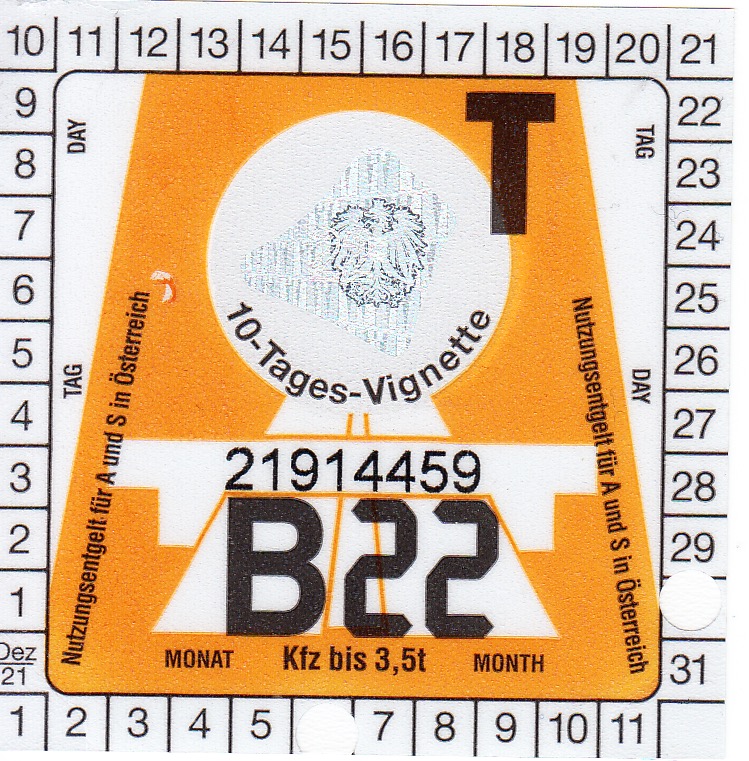 10 11 12 13 14 15 16 17 18 19 20 21
9 DAY T TAG 22
8 23
7 24
6 25
5 TAG DAY 26
4 27
3 28
2 29
1
Dez
21
31
1 2 3 4 5 7 8 9 10 11
10-Tages-Vignette
Nutzungsentgelt für A und S in Österreich
Nutzungsentgelt für A und S in Österreich
21914459
B22
MONAT Kfz bis 3,5t MONTH